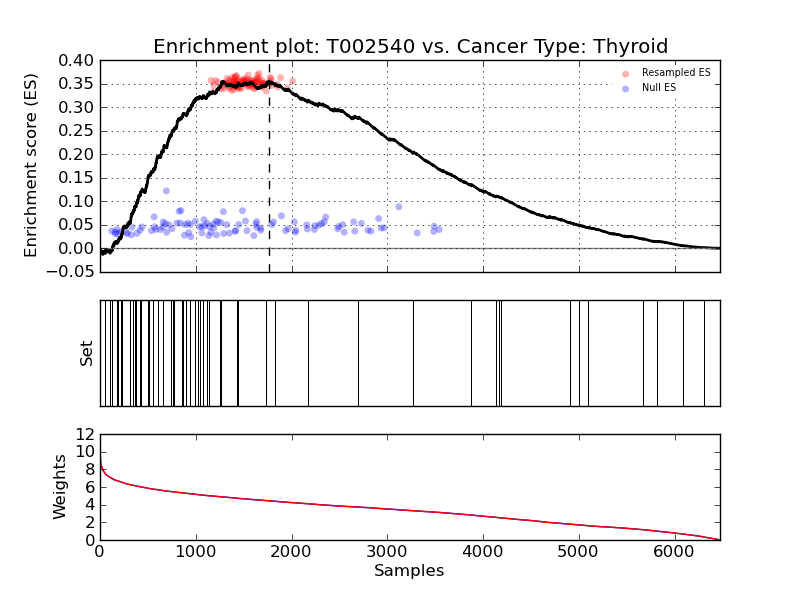 Enrichment plot: T002540 vs. Cancer Type: Thyroid
Enrichment score (ES)
0.40
0.35
0.30
0.25
0.20
0.15
0.10
0.05
0.00
−0.05
Resampled ES
Null ES
Set
Weights
12
10
8
6
4
2
0
0 1000 2000 3000 4000 5000 6000
Samples